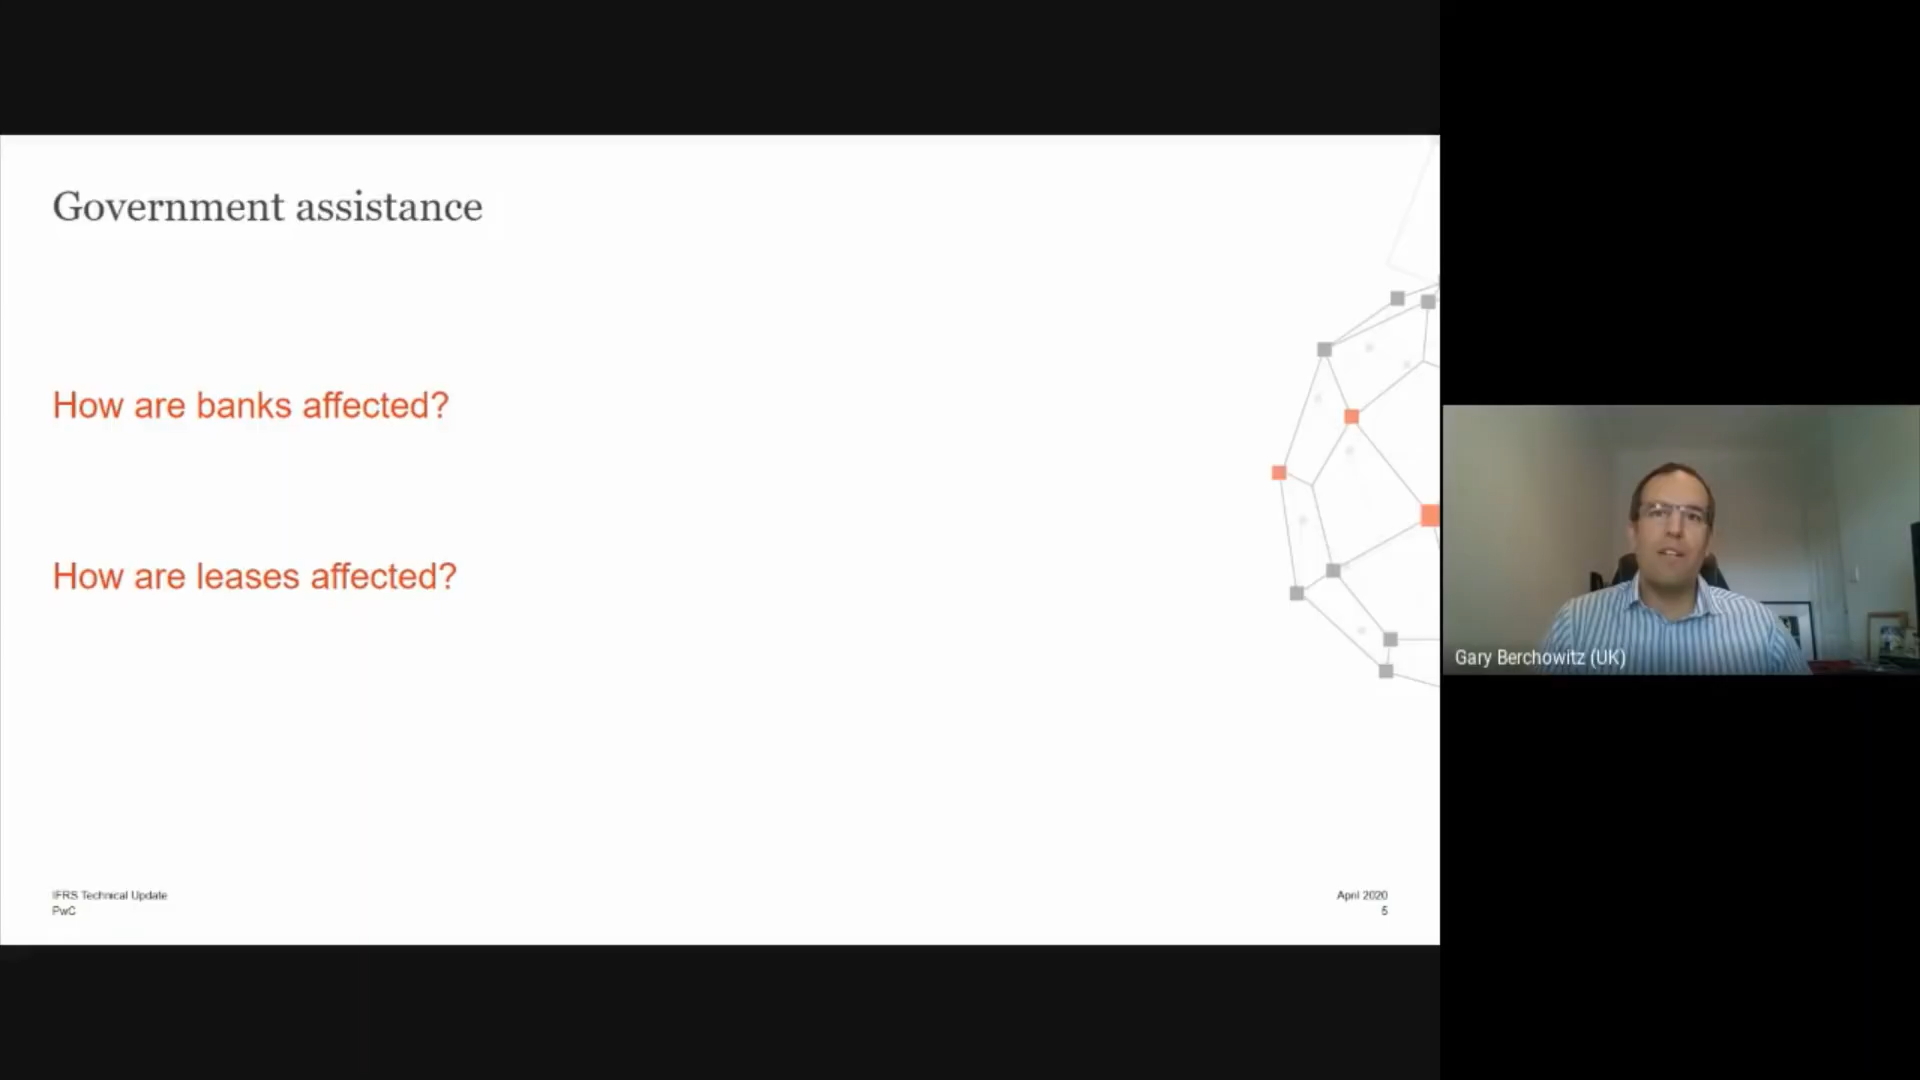 Government assistance
How are banks affected?
How are leases affected?
IFRS Technical Update
PwC
April 2020
5
Gary Berchowitz (UK)